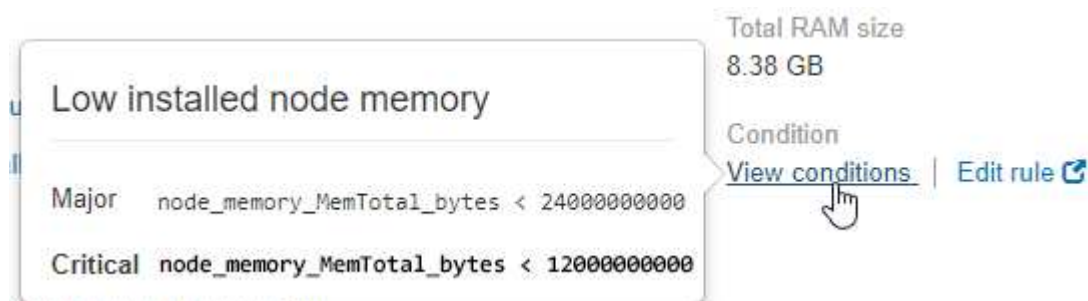 Total RAM size
8.38 GB
Low installed node memory
Condition
View conditions | Edit rule
Major node_memory_MemTotal_bytes < 24000000000
Critical node_memory_MemTotal_bytes < 12000000000